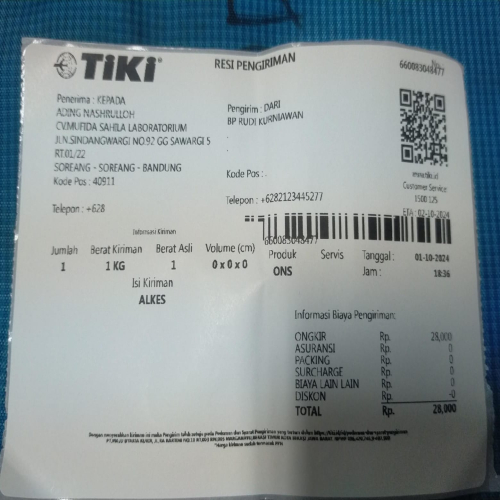 TiKi
RESI PENGIRIMAN
No.
660083048477
Penerima : KEPADA
ADING NASHRULLOH
CV.MUFIDA SAHILA LABORATORIUM
JLN.SINDANGWARGI NO.92 GG SAWARGI 5
RT.01/22
SOREANG - SOREANG - BANDUNG
Kode Pos : 40911
Telepon : +628
Pengirim : DARI
BP RUDI KURNIAWAN
Kode Pos : -
Telepon : +6282123445277
www.tiki.id
Customer Service
1500 125
ETA : 02-10-2024
660083048477
Informasi Kiriman
Jumlah Berat Kiriman Berat Asli Volume (cm) Produk Servis Tanggal : 01-10-2024
1 1 KG 1 0 x 0 x 0 ONS Jam : 18:36
Isi Kiriman
ALKES
Informasi Biaya Pengiriman:
ONGKIR Rp. 28,000
ASURANSI Rp. 0
PACKING Rp. 0
SURCHARGE Rp. 0
BIAYA LAIN LAIN Rp. 0
DISKON Rp. -0
TOTAL Rp. 28,000